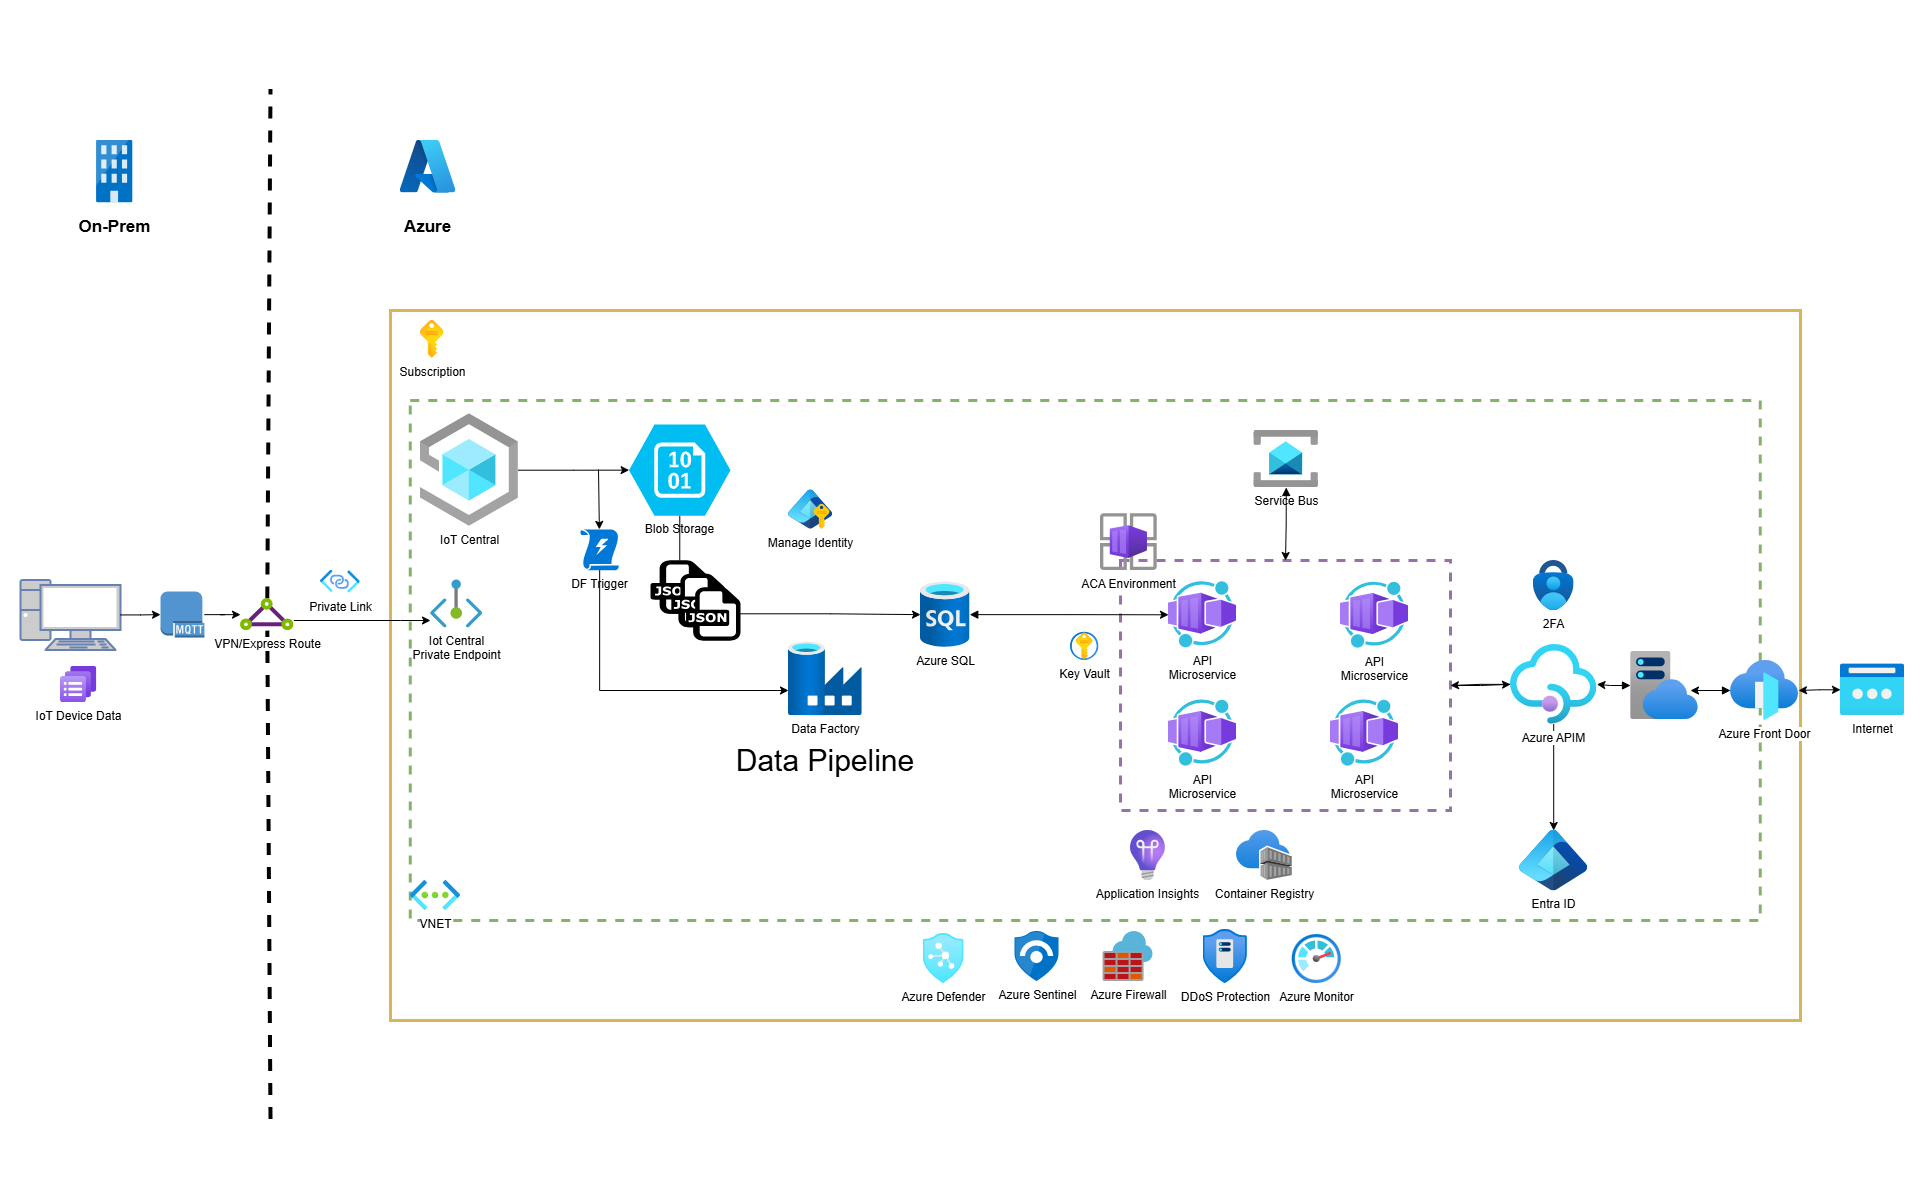 On-Prem
Azure
Subscription
IoT Central
10
01
Blob Storage
DF Trigger
Manage Identity
Service Bus
ACA Environment
MQTT
VPN/Express Route
Private Link
Iot Central
Private Endpoint
IoT Device Data
JSON
SQL
Azure SQL
Key Vault
API
Microservice
API
Microservice
API
Microservice
API
Microservice
2FA
Azure APIM
Azure Front Door
Internet
Data Factory
Data Pipeline
Application Insights
Container Registry
Entra ID
VNET
Azure Defender
Azure Sentinel
Azure Firewall
DDoS Protection
Azure Monitor